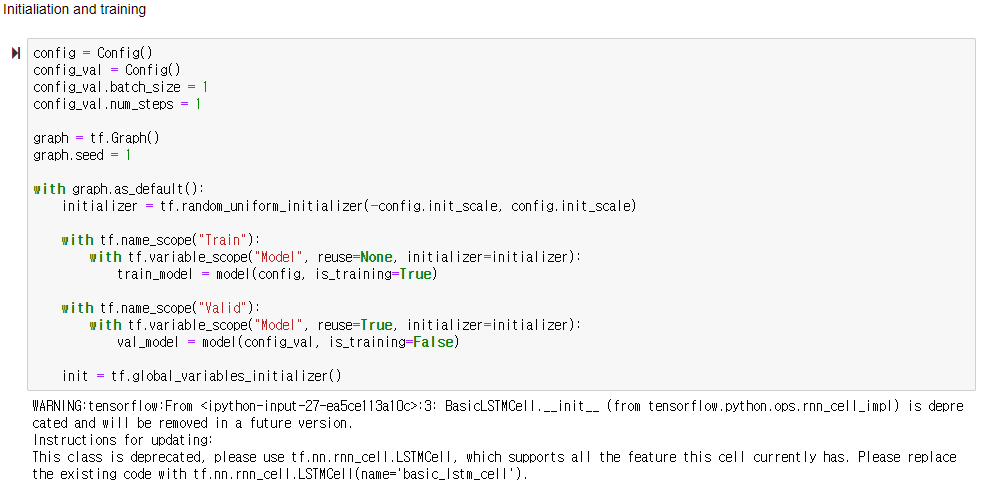 Initialiation and training
config = Config()
config_val = Config()
config_val.batch_size = 1
config_val.num_steps = 1
graph = tf.Graph()
graph.seed = 1
with graph.as_default():
    initializer = tf.random_uniform_initializer(-config.init_scale, config.init_scale)
    with tf.name_scope("Train"):
        with tf.variable_scope("Model", reuse=None, initializer=initializer):
            train_model = model(config, is_training=True)
    with tf.name_scope("Valid"):
        with tf.variable_scope("Model", reuse=True, initializer=initializer):
            val_model = model(config_val, is_training=False)
    init = tf.global_variables_initializer()
WARNING:tensorflow:From <ipython-input-27-ea5ce113a10c>:3: BasicLSTMCell.__init__ (from tensorflow.python.ops.rnn_cell_impl) is depre
cated and will be removed in a future version.
Instructions for updating:
This class is deprecated, please use tf.nn.rnn_cell.LSTMCell, which supports all the feature this cell currently has. Please replace
the existing code with tf.nn.rnn_cell.LSTMCell(name='basic_lstm_cell').